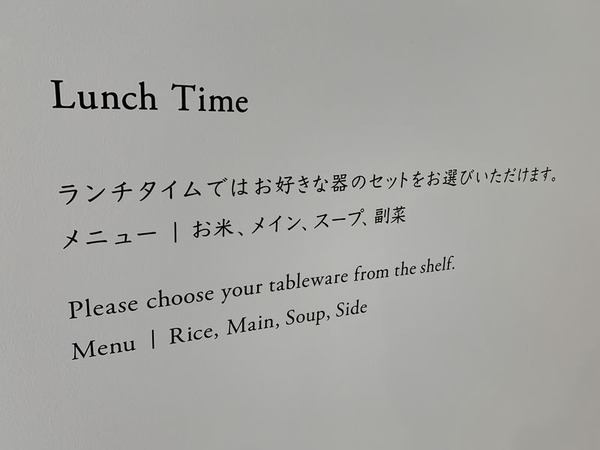 Lunch Time
ランチタイムではお好きな器のセットをお選びいただけます。
メニュー｜お米、メイン、スープ、副菜
Please choose your tableware from the shelf.
Menu | Rice, Main, Soup, Side